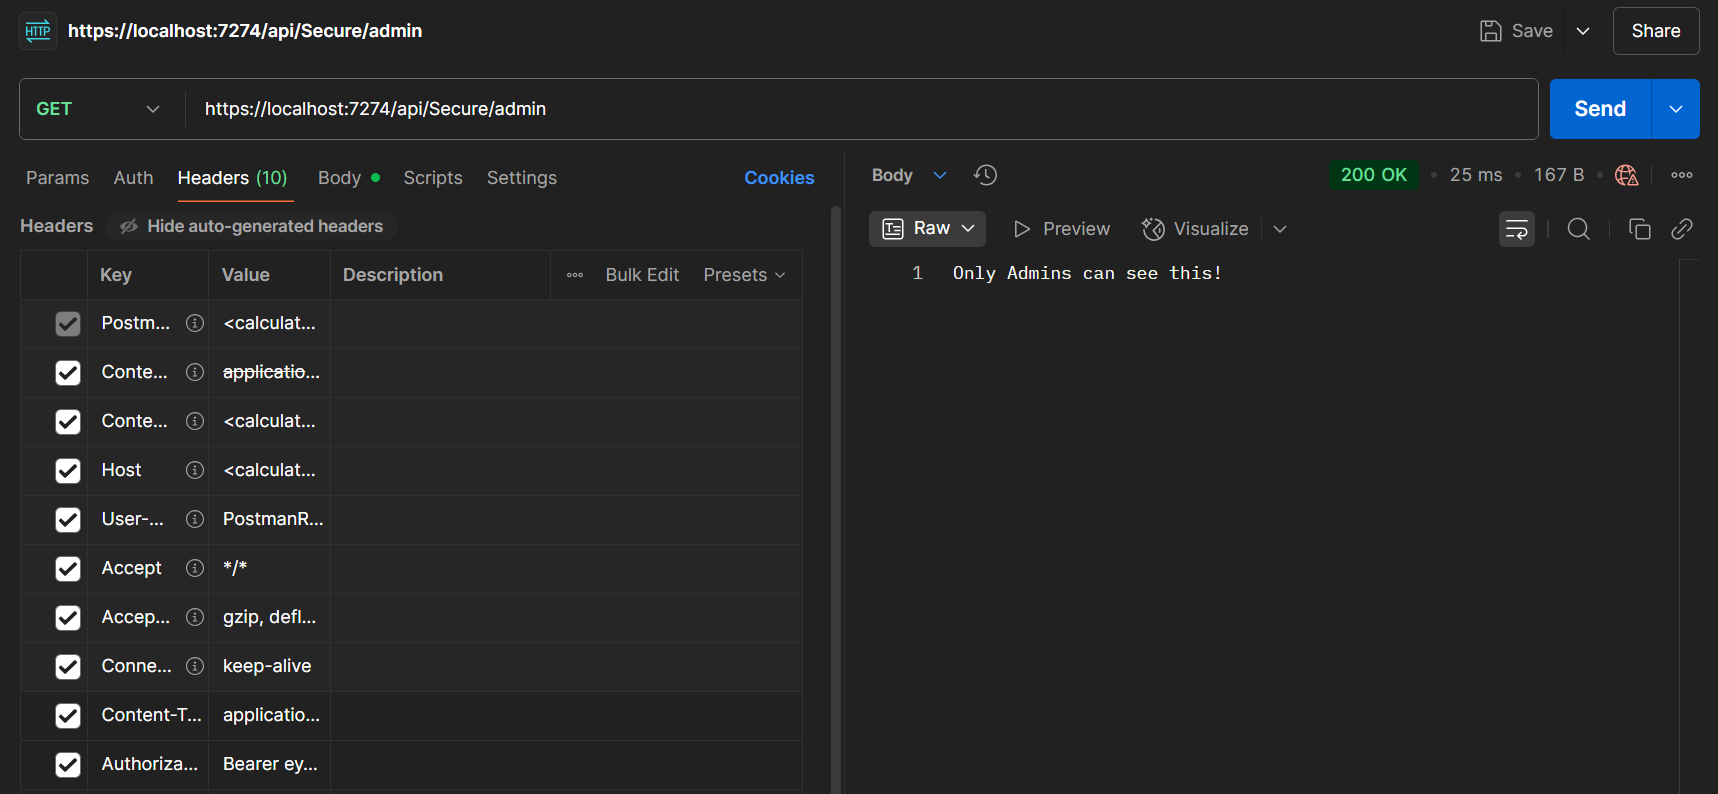 HTTP https://localhost:7274/api/Secure/admin
Save
Share
GET https://localhost:7274/api/Secure/admin
Send
Params Auth Headers (10) Body Scripts Settings Cookies
Headers Hide auto-generated headers
Key Value Description Bulk Edit Presets
Postm... <calculat...
Conte... applicatio...
Conte... <calculat...
Host <calculat...
User-... PostmanR...
Accept */*
Accep... gzip, defl...
Conne... keep-alive
Content-T... applicatio...
Authoriza... Bearer ey...
Body 200 OK • 25 ms • 167 B •
Raw Preview Visualize
1 Only Admins can see this!